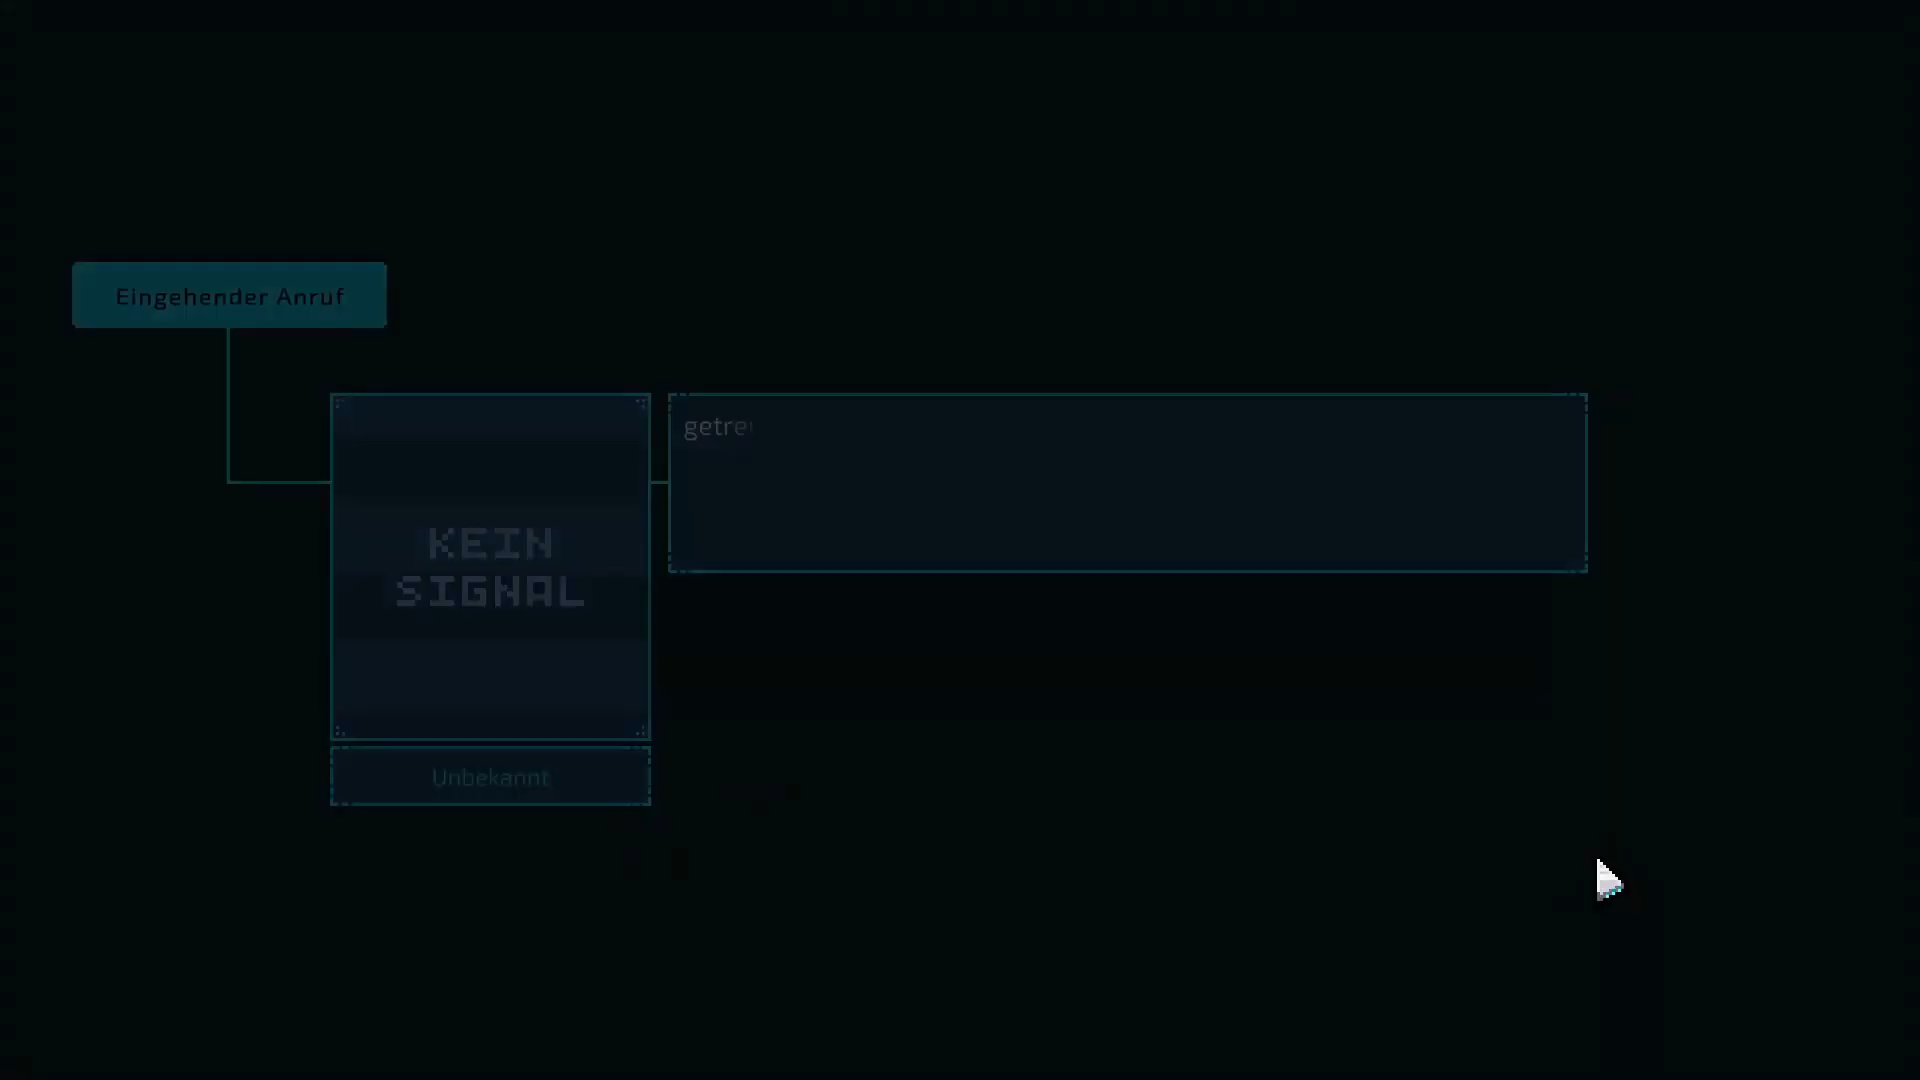 Eingehender Anruf
getre
KEIN
SIGNAL
Unbekannt